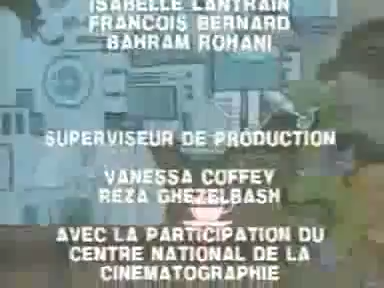 ISABELLE LANTRAIN
FRANCOIS BERNARD
BAHRAM ROHANI
SUPERVISEUR DE PRODUCTION
VANESSA COFFEY
REZA GHEZELBASH
AVEC LA PARTICIPATION DU
CENTRE NATIONAL DE LA
CINEMATOGRAPHIE